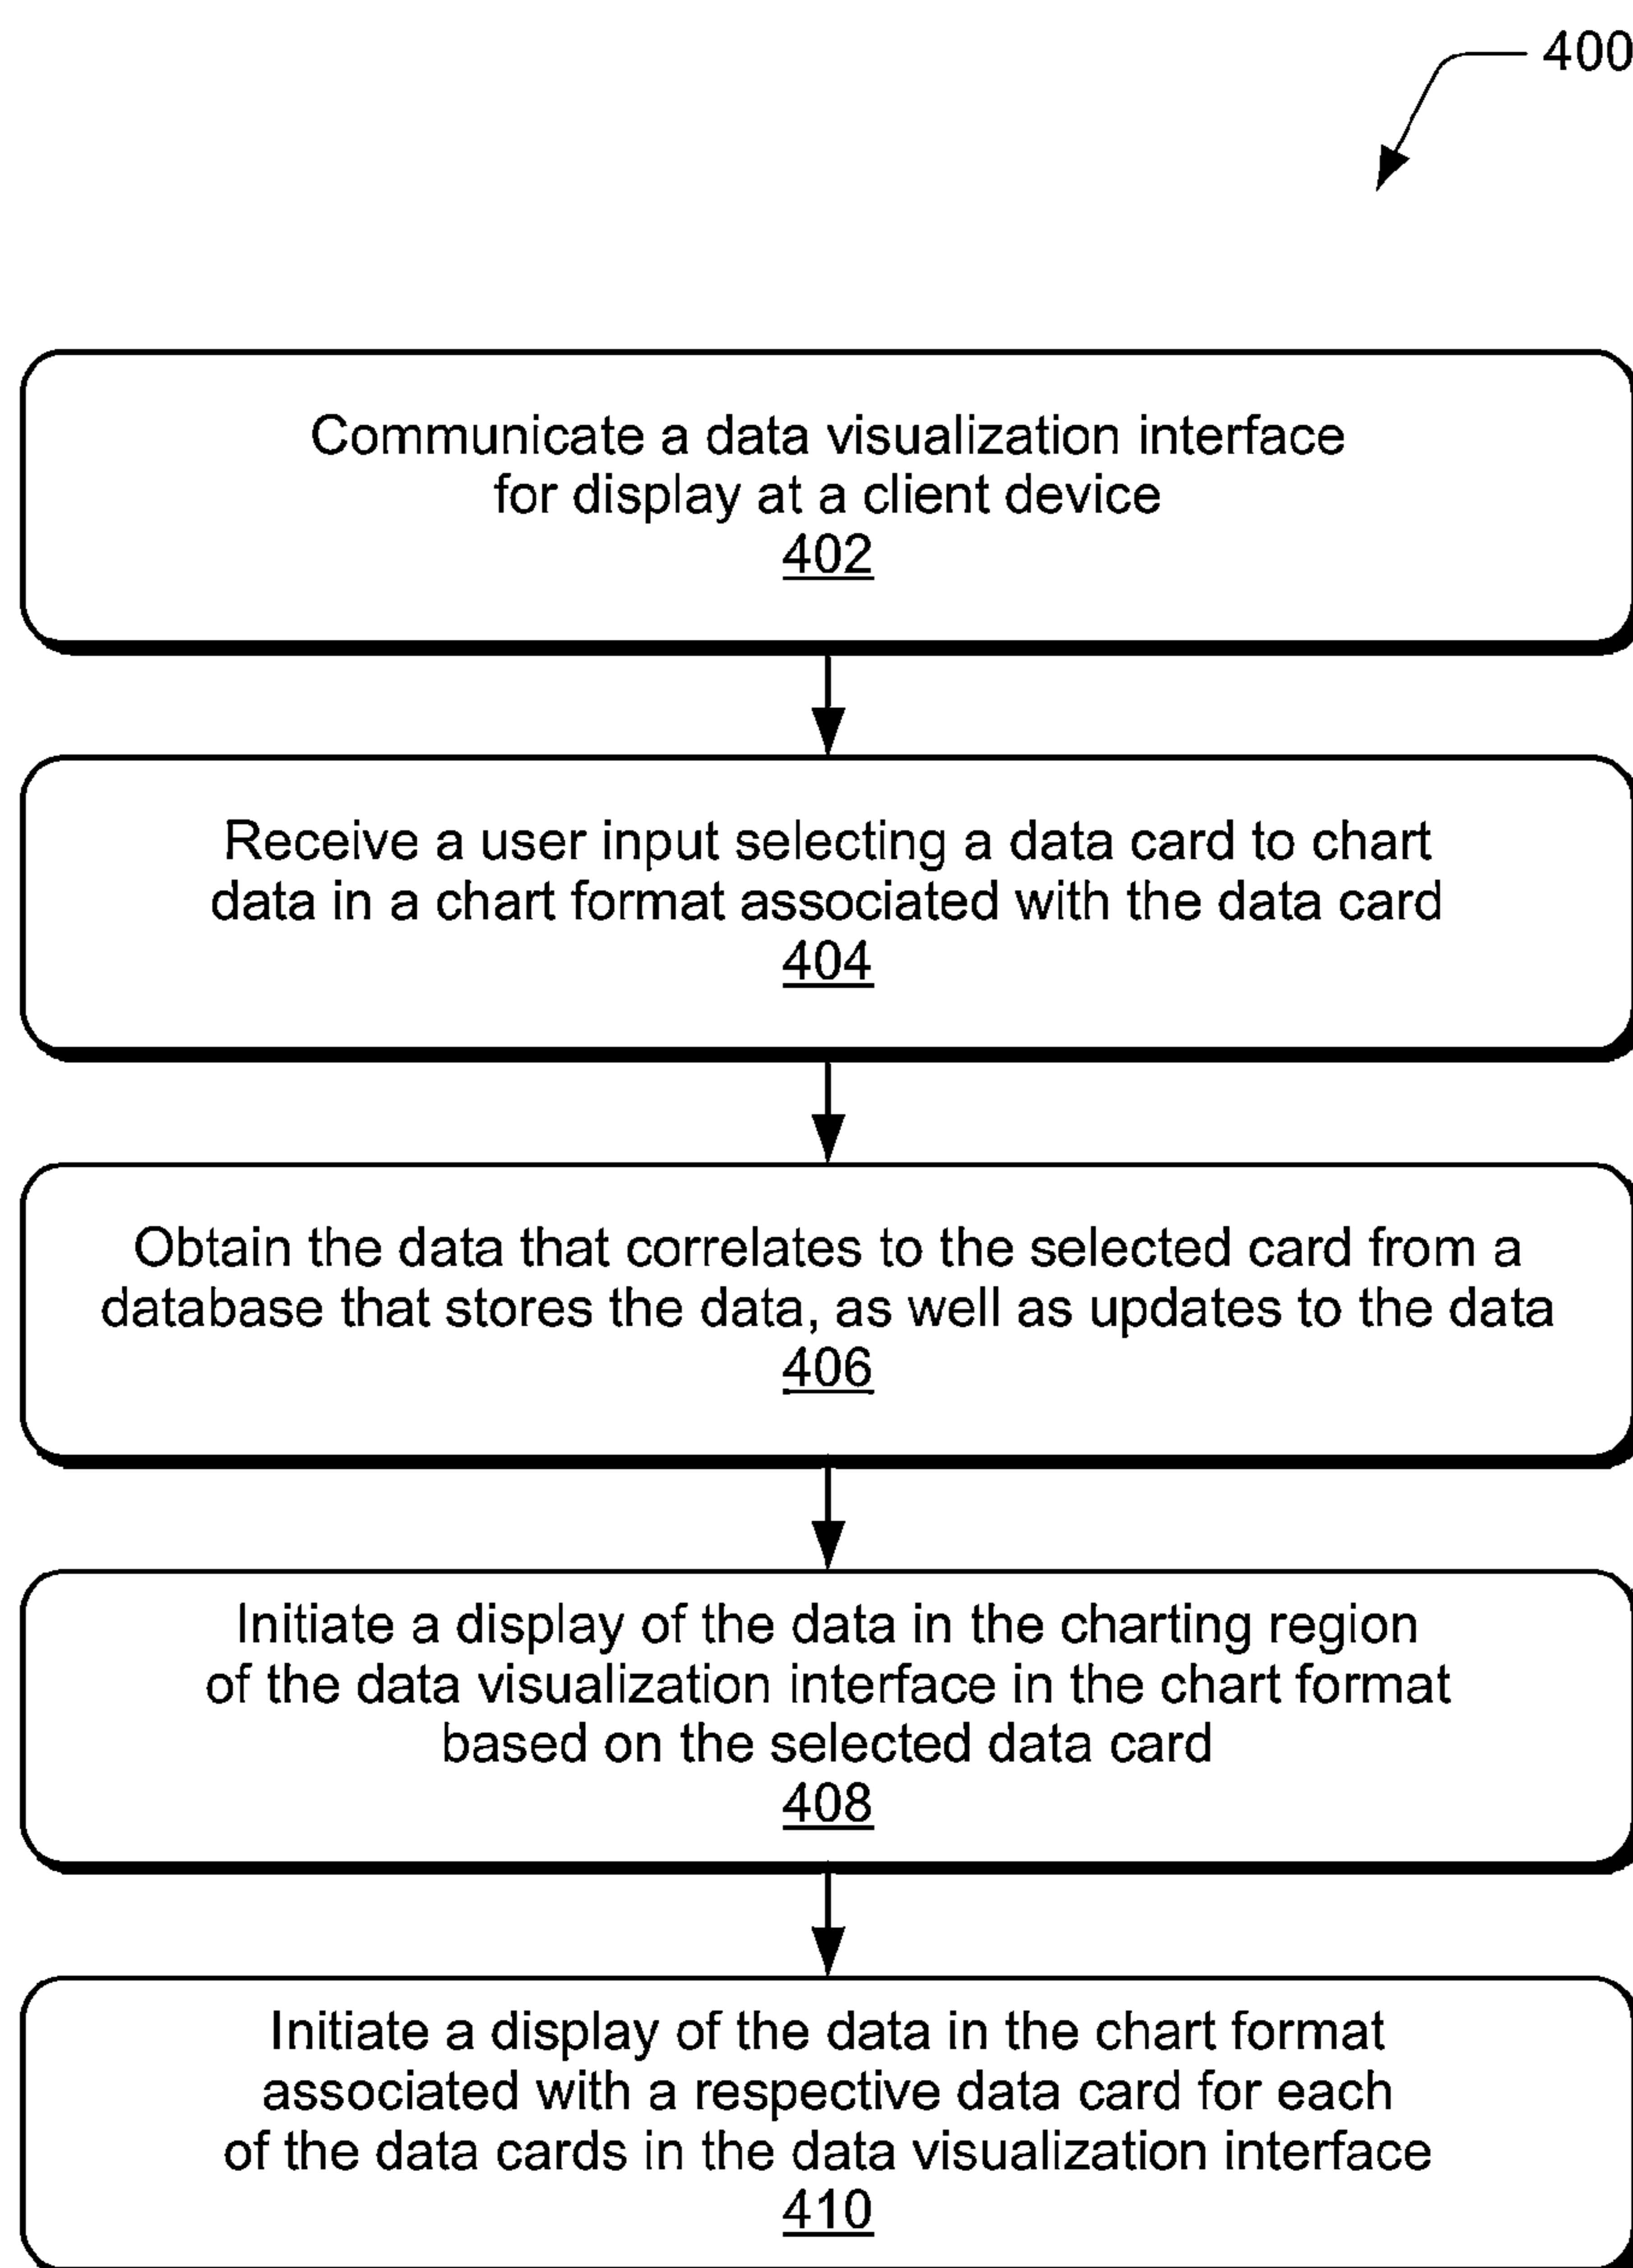 400
Communicate a data visualization interface
for display at a client device
402
Receive a user input selecting a data card to chart
data in a chart format associated with the data card
404
Obtain the data that correlates to the selected card from a
database that stores the data, as well as updates to the data
406
Initiate a display of the data in the charting region
of the data visualization interface in the chart format
based on the selected data card
408
Initiate a display of the data in the chart format
associated with a respective data card for each
of the data cards in the data visualization interface
410